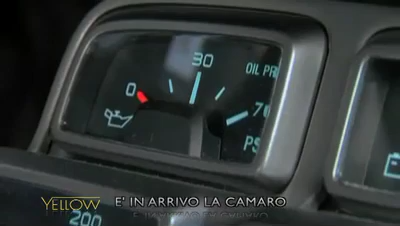 30
OIL PR
0
70
PS
YELLOW
E' IN ARRIVO LA CAMARO
200